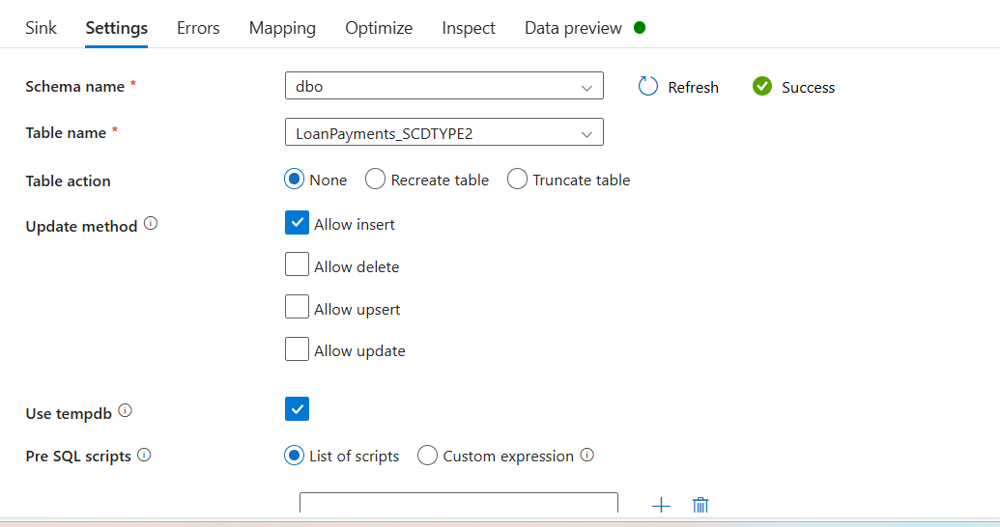 Sink Settings Errors Mapping Optimize Inspect Data preview
Schema name * dbo Refresh Success
Table name * LoanPayments_SCDTYPE2
Table action None Recreate table Truncate table
Update method Allow insert
Allow delete
Allow upsert
Allow update
Use tempdb
Pre SQL scripts List of scripts Custom expression